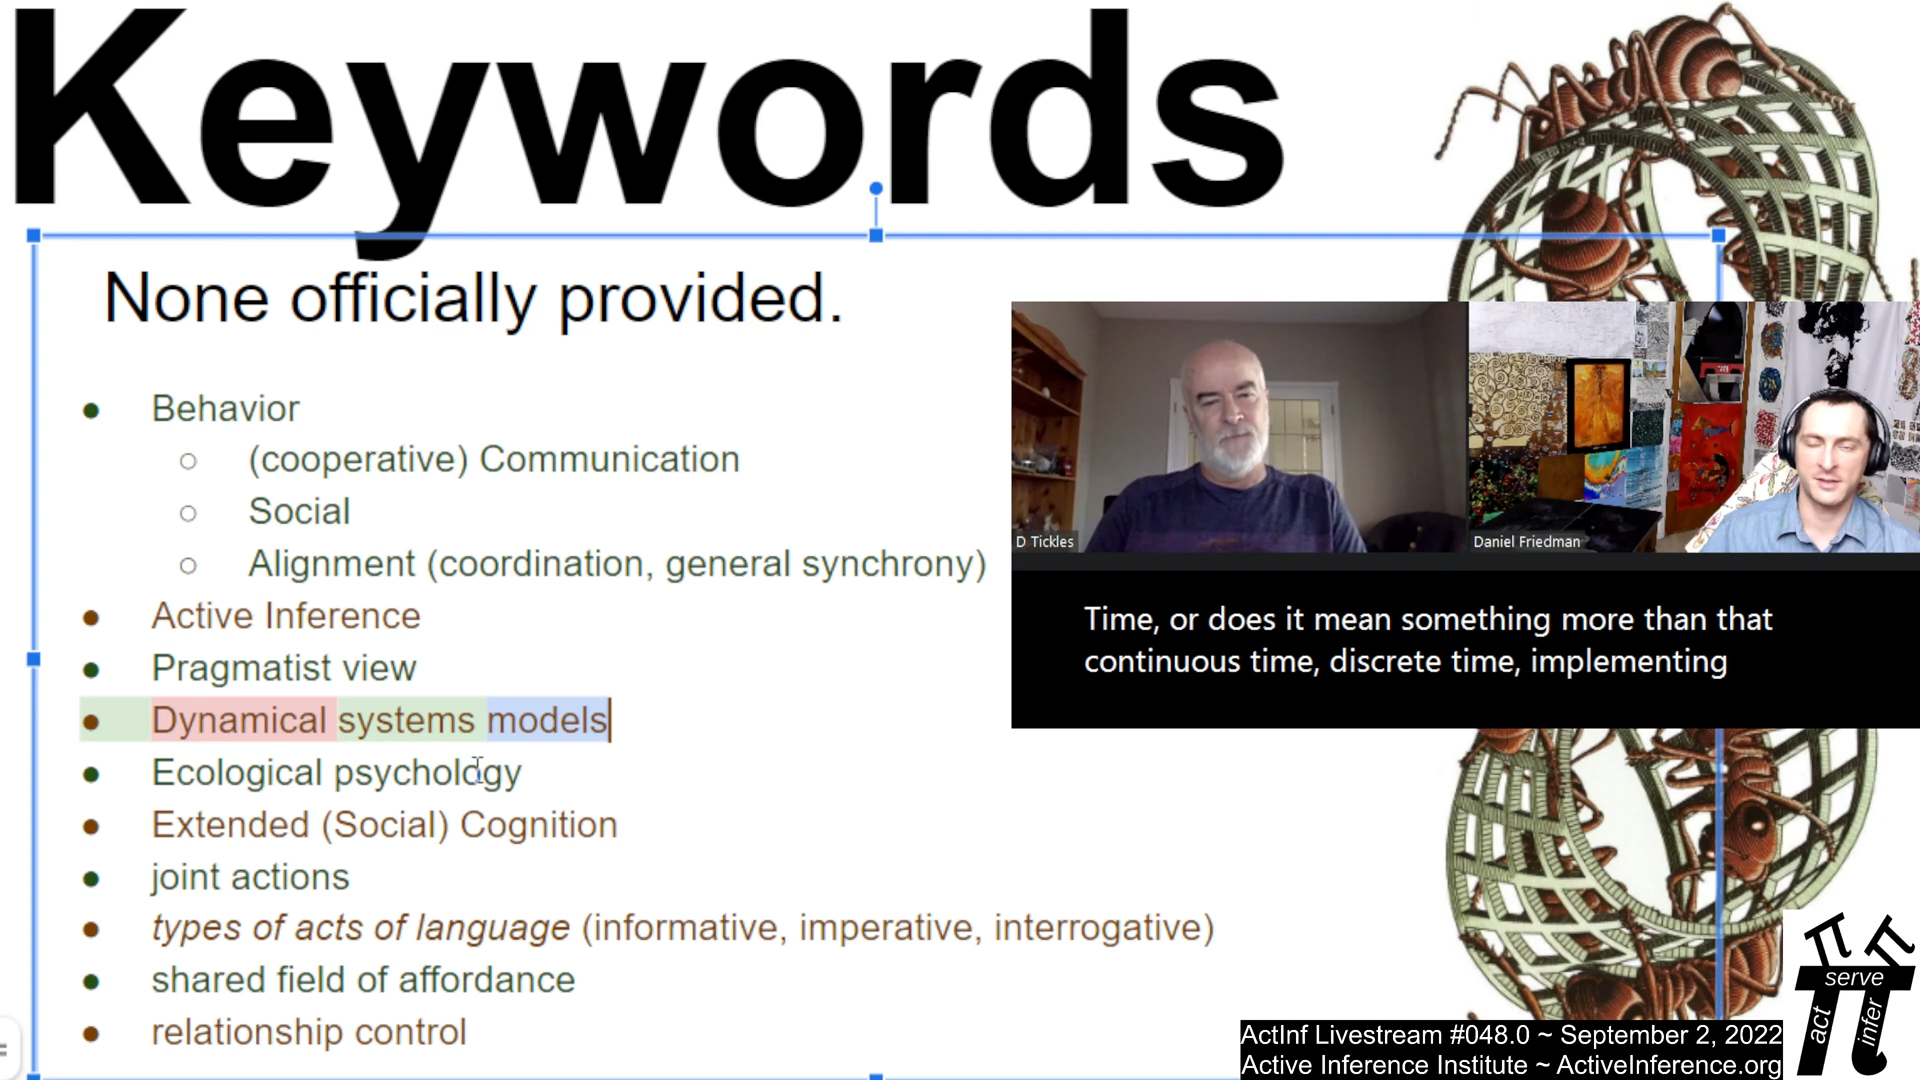 Keywords
None officially provided.
Behavior
(cooperative) Communication
Social
Alignment (coordination, general synchrony)
Active Inference
Pragmatist view
Dynamical systems models
Ecological psychology
Extended (Social) Cognition
joint actions
types of acts of language (informative, imperative, interrogative)
shared field of affordance
relationship control
D Tickles
Daniel Friedman
Time, or does it mean something more than that
continuous time, discrete time, implementing
serve
act
infer
ActInf Livestream #048.0 ~ September 2, 2022
Active Inference Institute ~ ActiveInference.org